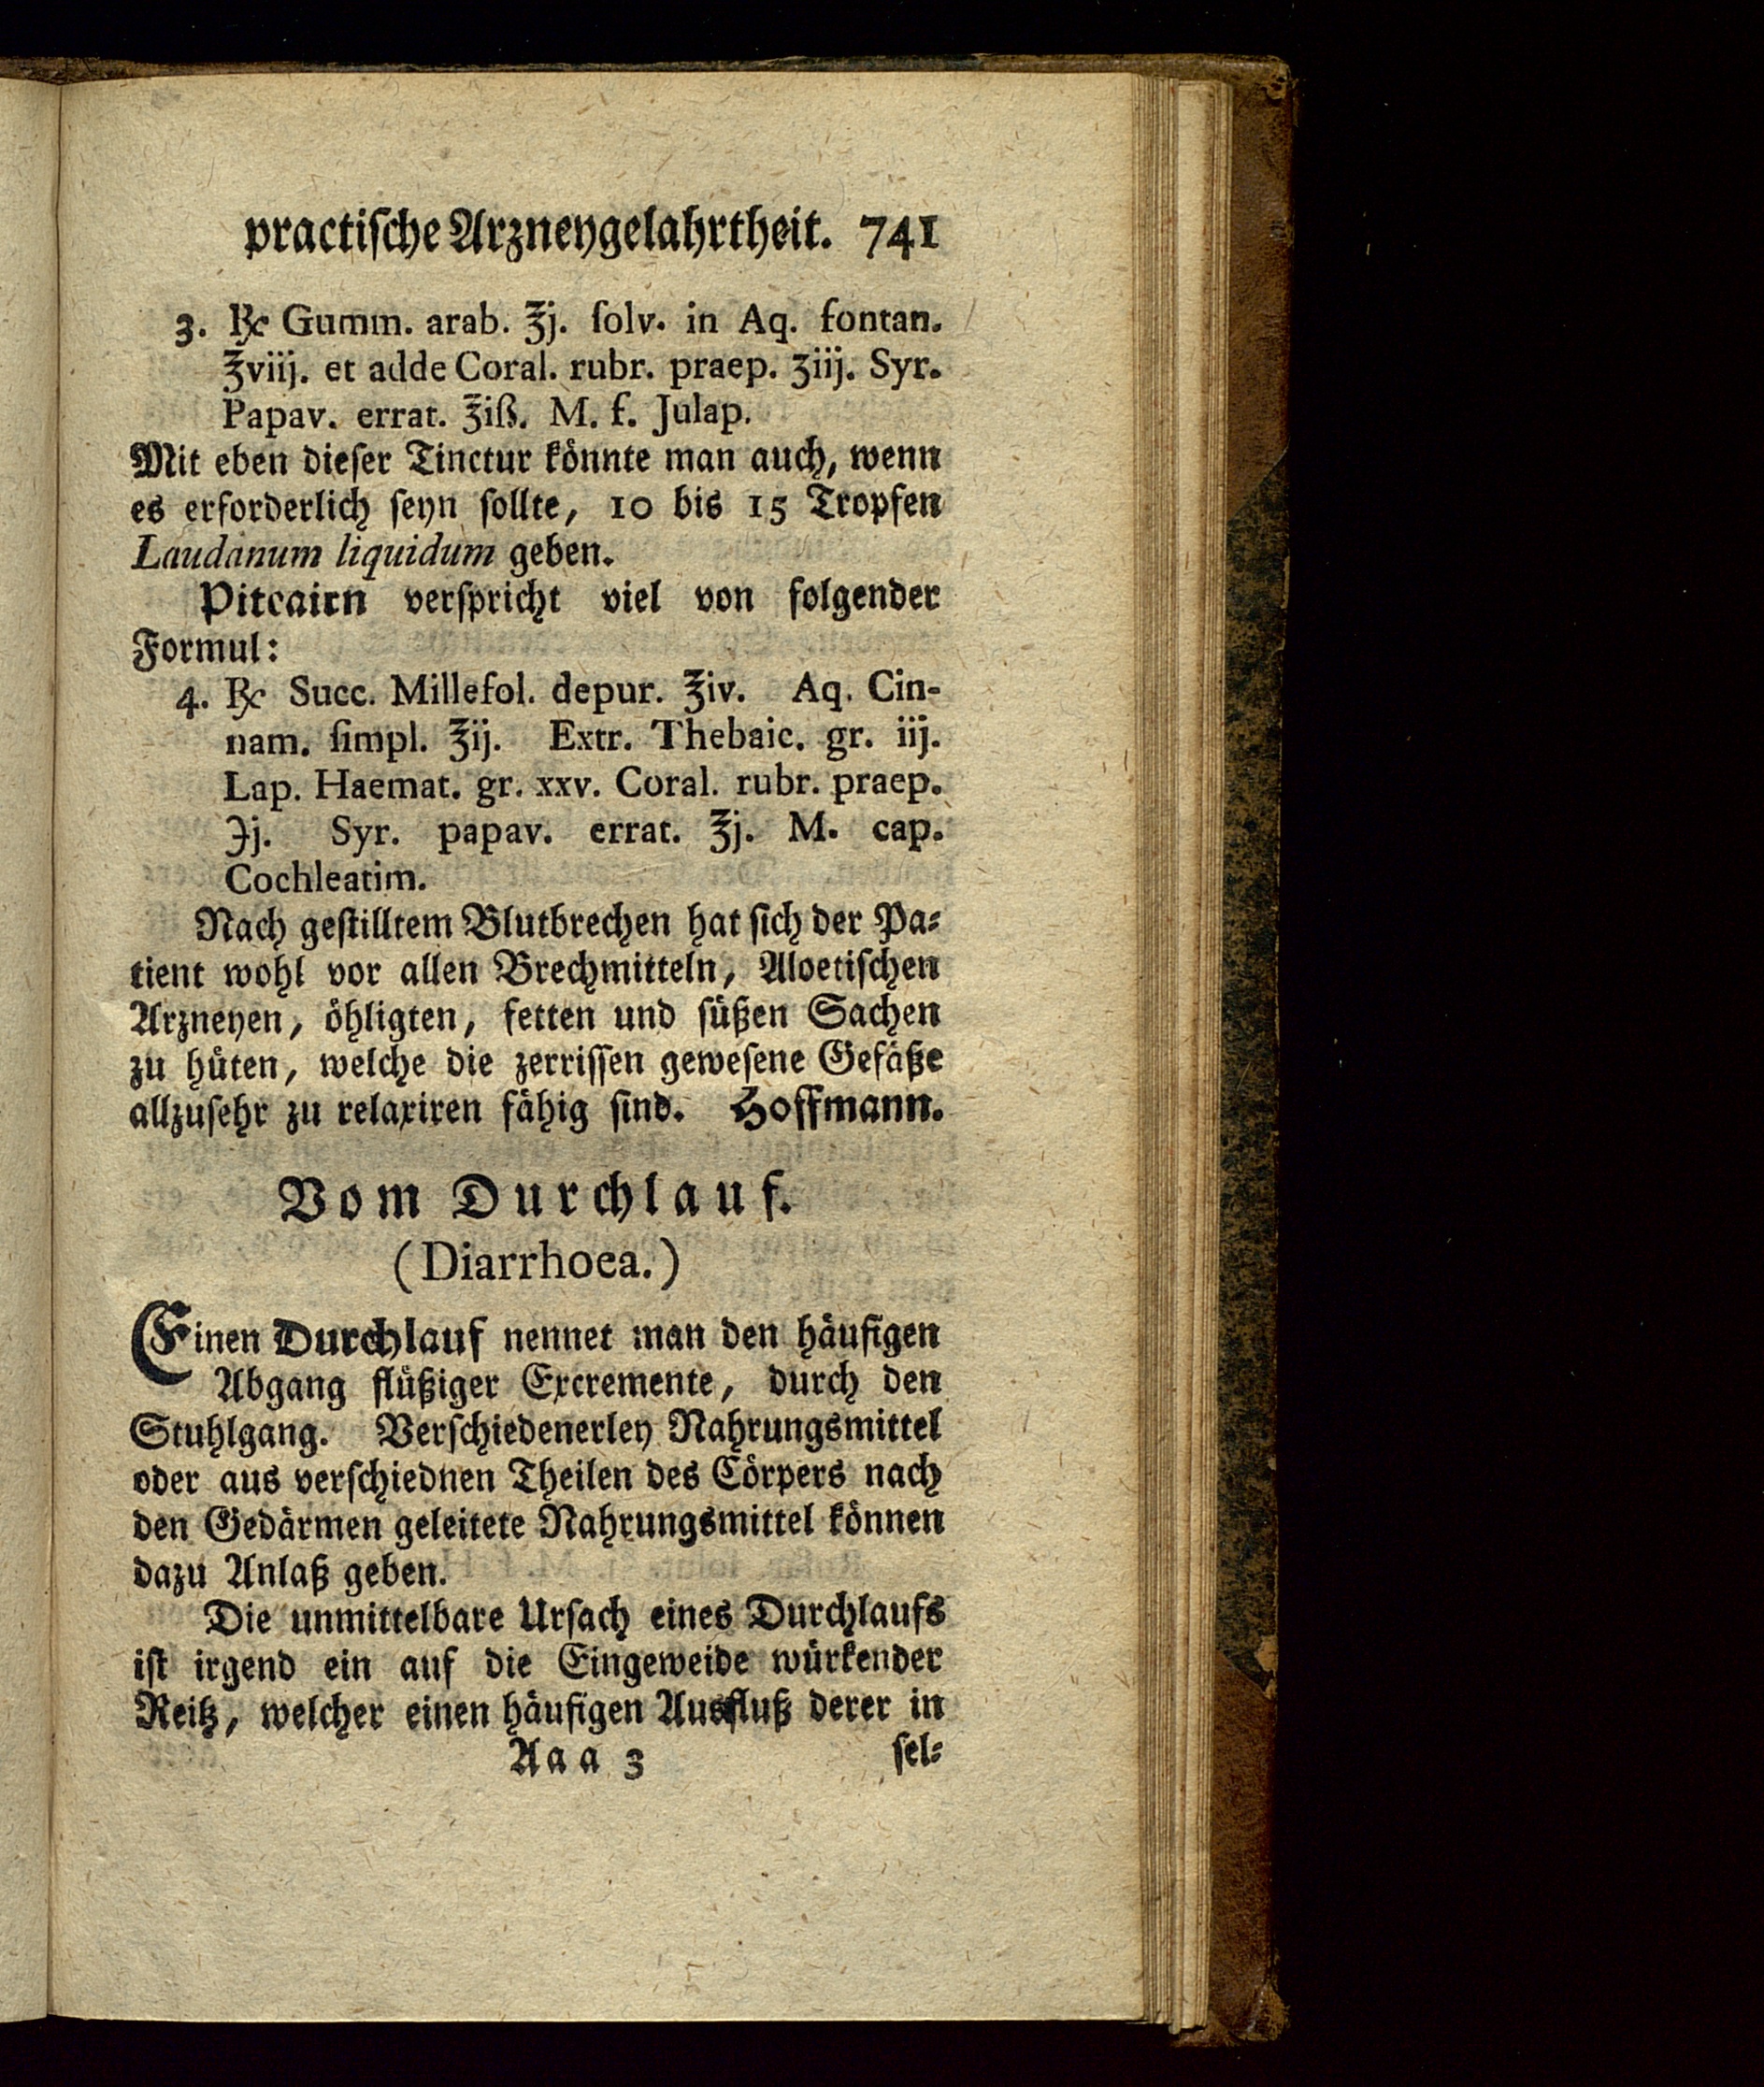 practische Arzneygelahrtheit. 741
3. ℞ Gumm. arab. ℥j. ſolv. in Aq. fontan.
℥viij. et adde Coral. rubr. praep. ʒiij. Syr.
Papav. errat. ℥iß. M. f. Julap.
Mit eben dieſer Tinctur könnte man auch, wenn
es erforderlich ſeyn ſollte, 10 bis 15 Tropfen
Laudanum liquidum geben.
Pitcairn verſpricht viel von folgender
Formul:
4. ℞ Succ. Millefol. depur. ℥iv. Aq. Cin-
nam. ſimpl. ℥ij. Extr. Thebaic. gr. iij.
Lap. Haemat. gr. xxv. Coral. rubr. praep.
℈j. Syr. papav. errat. ℥j. M. cap.
Cochleatim.
Nach geſtilltem Blutbrechen hat ſich der Pa-
tient wohl vor allen Brechmitteln, Aloetiſchen
Arzneyen, öhligten, fetten und ſüßen Sachen
zu hüten, welche die zerriſſen geweſene Gefäße
allzuſehr zu relaxiren fähig ſind. Hoffmann.
Vom Durchlauf.
(Diarrhoea.)
Einen Durchlauf nennet man den häufigen
Abgang flüßiger Excremente, durch den
Stuhlgang. Verſchiedenerley Nahrungsmittel
oder aus verſchiednen Theilen des Cörpers nach
den Gedärmen geleitete Nahrungsmittel können
dazu Anlaß geben.
Die unmittelbare Urſach eines Durchlaufs
iſt irgend ein auf die Eingeweide würkender
Reitz, welcher einen häufigen Ausfluß derer in
Aaa 3 ſel-